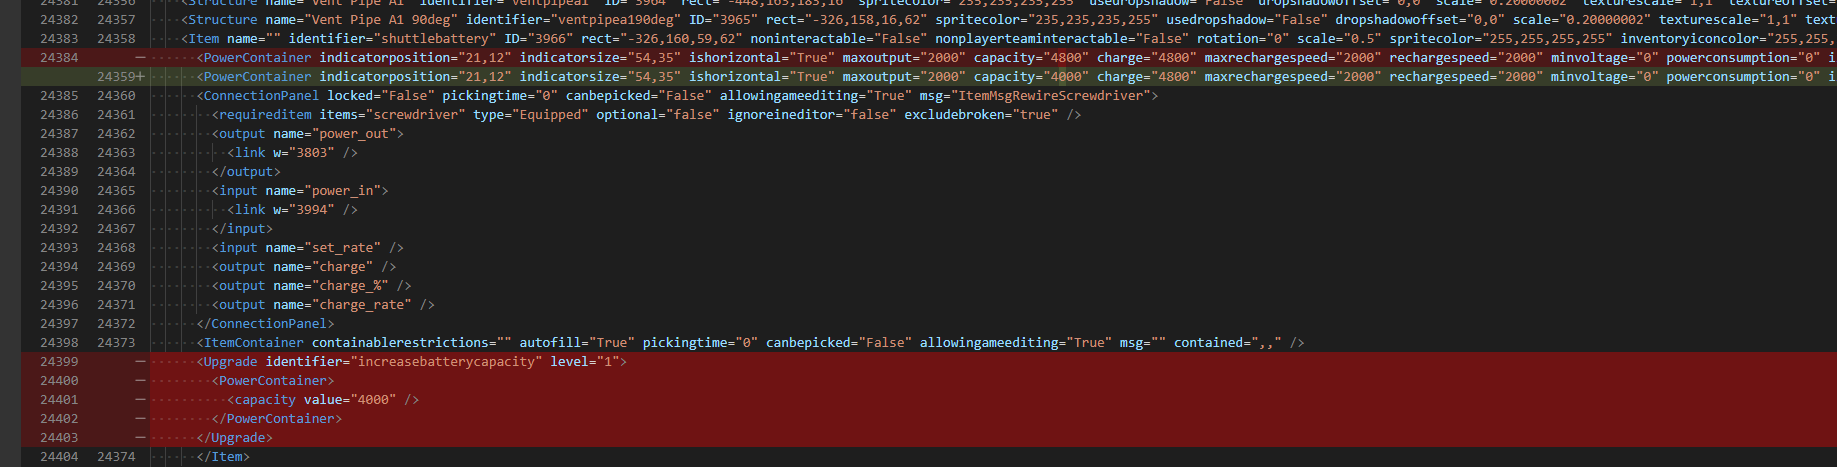 24381 24356 <Structure name="Vent Pipe A1" identifier="ventpipea1" ID="3964" rect="-448,165,185,16" spritecolor="235,235,235,255" usedropshadow="False" dropshadowoffset="0,0" scale="0.20000002" texturescale="1,1" textureoffset=
24382 24357 <Structure name="Vent Pipe A1 90deg" identifier="ventpipea190deg" ID="3965" rect="-326,158,16,62" spritecolor="235,235,235,255" usedropshadow="False" dropshadowoffset="0,0" scale="0.20000002" texturescale="1,1" text
24383 24358 <Item name="" identifier="shuttlebattery" ID="3966" rect="-326,160,59,62" noninteractable="False" nonplayerteaminteractable="False" rotation="0" scale="0.5" spritecolor="255,255,255,255" inventoryiconcolor="255,255,
24384 — <PowerContainer indicatorposition="21,12" indicatorsize="54,35" ishorizontal="True" maxoutput="2000" capacity="4800" charge="4800" maxrechargespeed="2000" rechargespeed="2000" minvoltage="0" powerconsumption="0" i
24359+ <PowerContainer indicatorposition="21,12" indicatorsize="54,35" ishorizontal="True" maxoutput="2000" capacity="4000" charge="4800" maxrechargespeed="2000" rechargespeed="2000" minvoltage="0" powerconsumption="0" i
24385 24360 <ConnectionPanel locked="False" pickingtime="0" canbepicked="False" allowingameediting="True" msg="ItemMsgRewireScrewdriver">
24386 24361 <requireditem items="screwdriver" type="Equipped" optional="false" ignoreineditor="false" excludebroken="true" />
24387 24362 <output name="power_out">
24388 24363 <link w="3803" />
24389 24364 </output>
24390 24365 <input name="power_in">
24391 24366 <link w="3994" />
24392 24367 </input>
24393 24368 <input name="set_rate" />
24394 24369 <output name="charge" />
24395 24370 <output name="charge_%" />
24396 24371 <output name="charge_rate" />
24397 24372 </ConnectionPanel>
24398 24373 <ItemContainer containablerestrictions="" autofill="True" pickingtime="0" canbepicked="False" allowingameediting="True" msg="" contained=",," />
24399 — <Upgrade identifier="increasebatterycapacity" level="1">
24400 — <PowerContainer>
24401 — <capacity value="4000" />
24402 — </PowerContainer>
24403 — </Upgrade>
24404 24374 </Item>